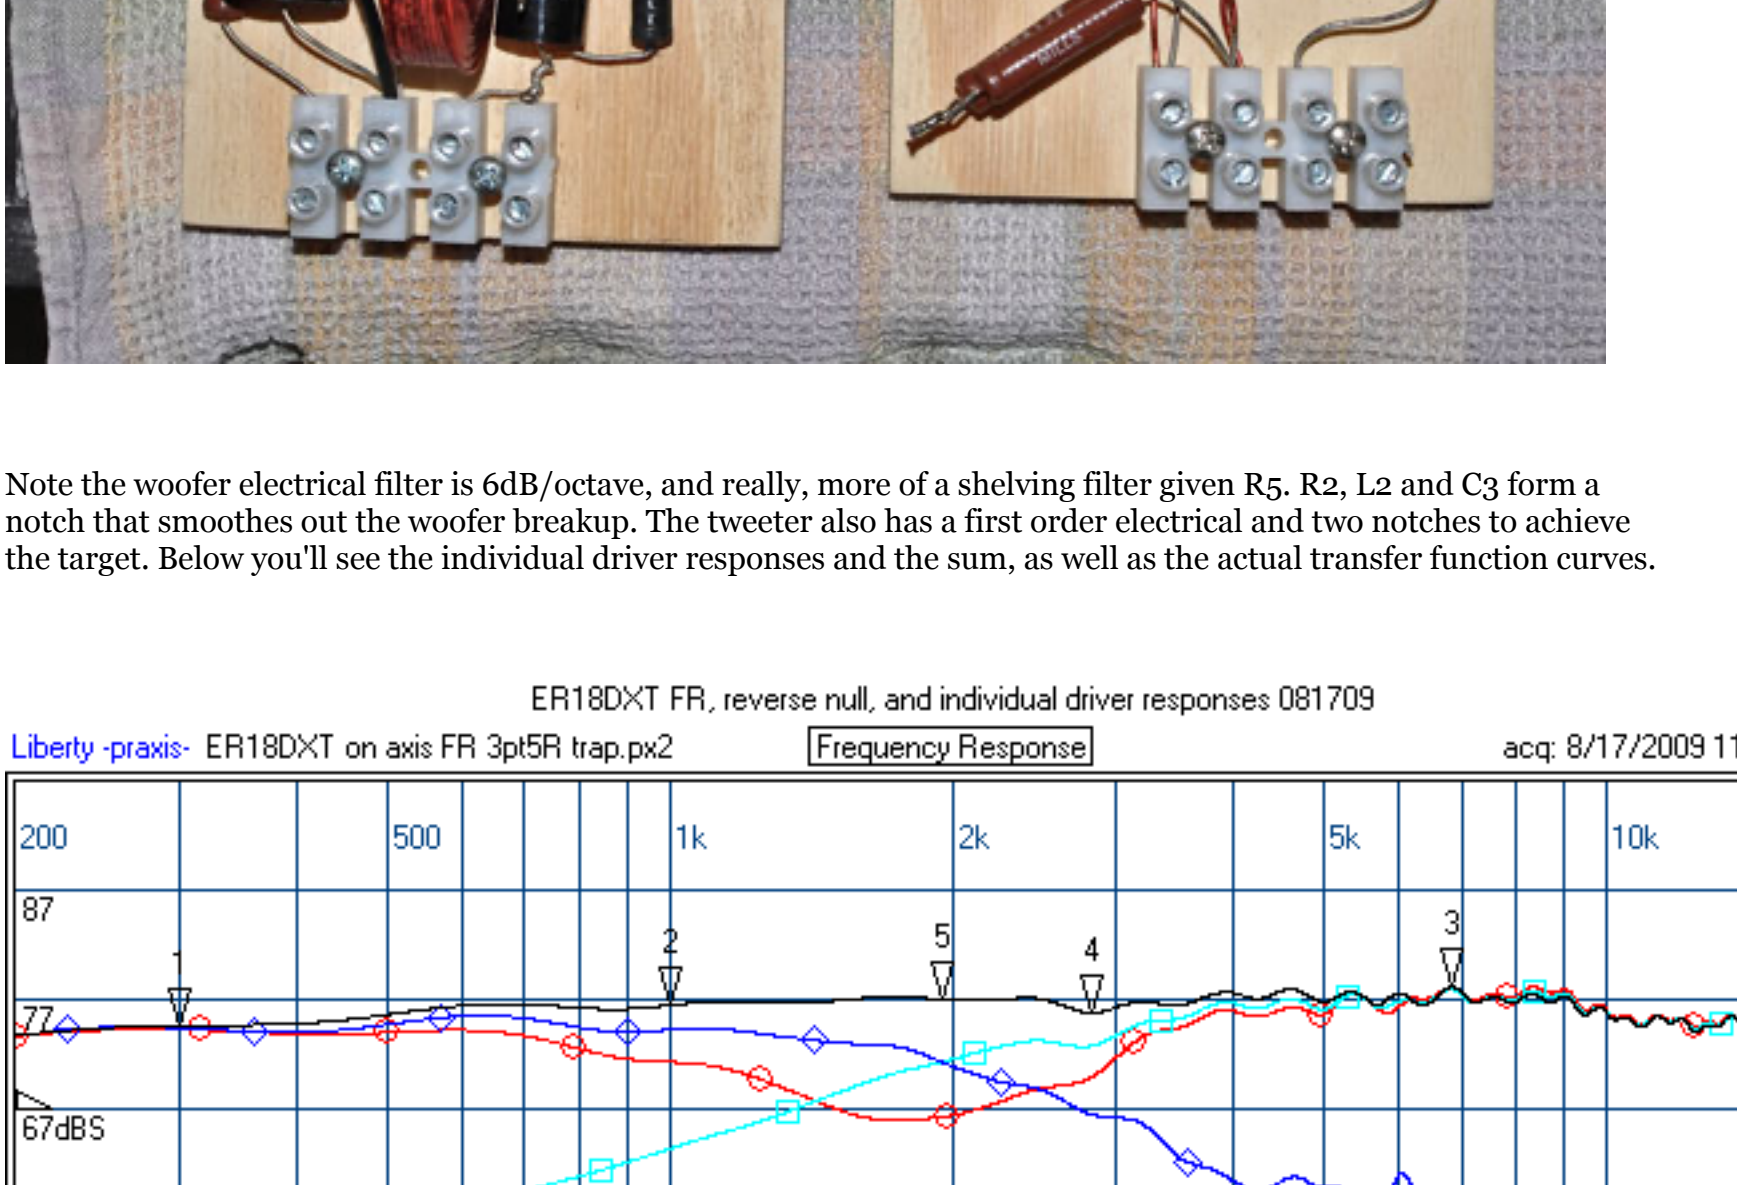 MILLS
Note the woofer electrical filter is 6dB/octave, and really, more of a shelving filter given R5. R2, L2 and C3 form a
notch that smoothes out the woofer breakup. The tweeter also has a first order electrical and two notches to achieve
the target. Below you'll see the individual driver responses and the sum, as well as the actual transfer function curves.
ER18DXT FR, reverse null, and individual driver responses 081709
Liberty -praxis- ER18DXT on axis FR 3pt5R trap.px2 Frequency Response acq: 8/17/2009 11
200 500 1k 2k 5k 10k
87
1 2 5 4 3
77
67dBS